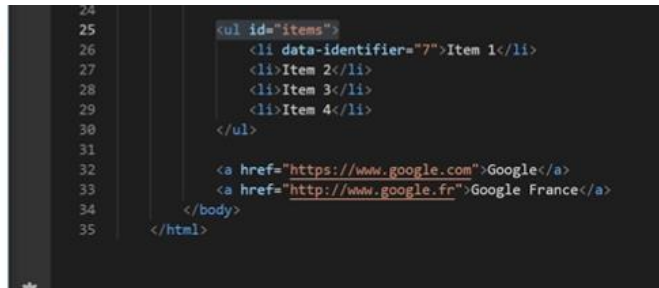 24
25 <ul id="items">
26 <li data-identifier="7">Item 1</li>
27 <li>Item 2</li>
28 <li>Item 3</li>
29 <li>Item 4</li>
30 </ul>
31
32 <a href="https://www.google.com">Google</a>
33 <a href="http://www.google.fr">Google France</a>
34 </body>
35 </html>